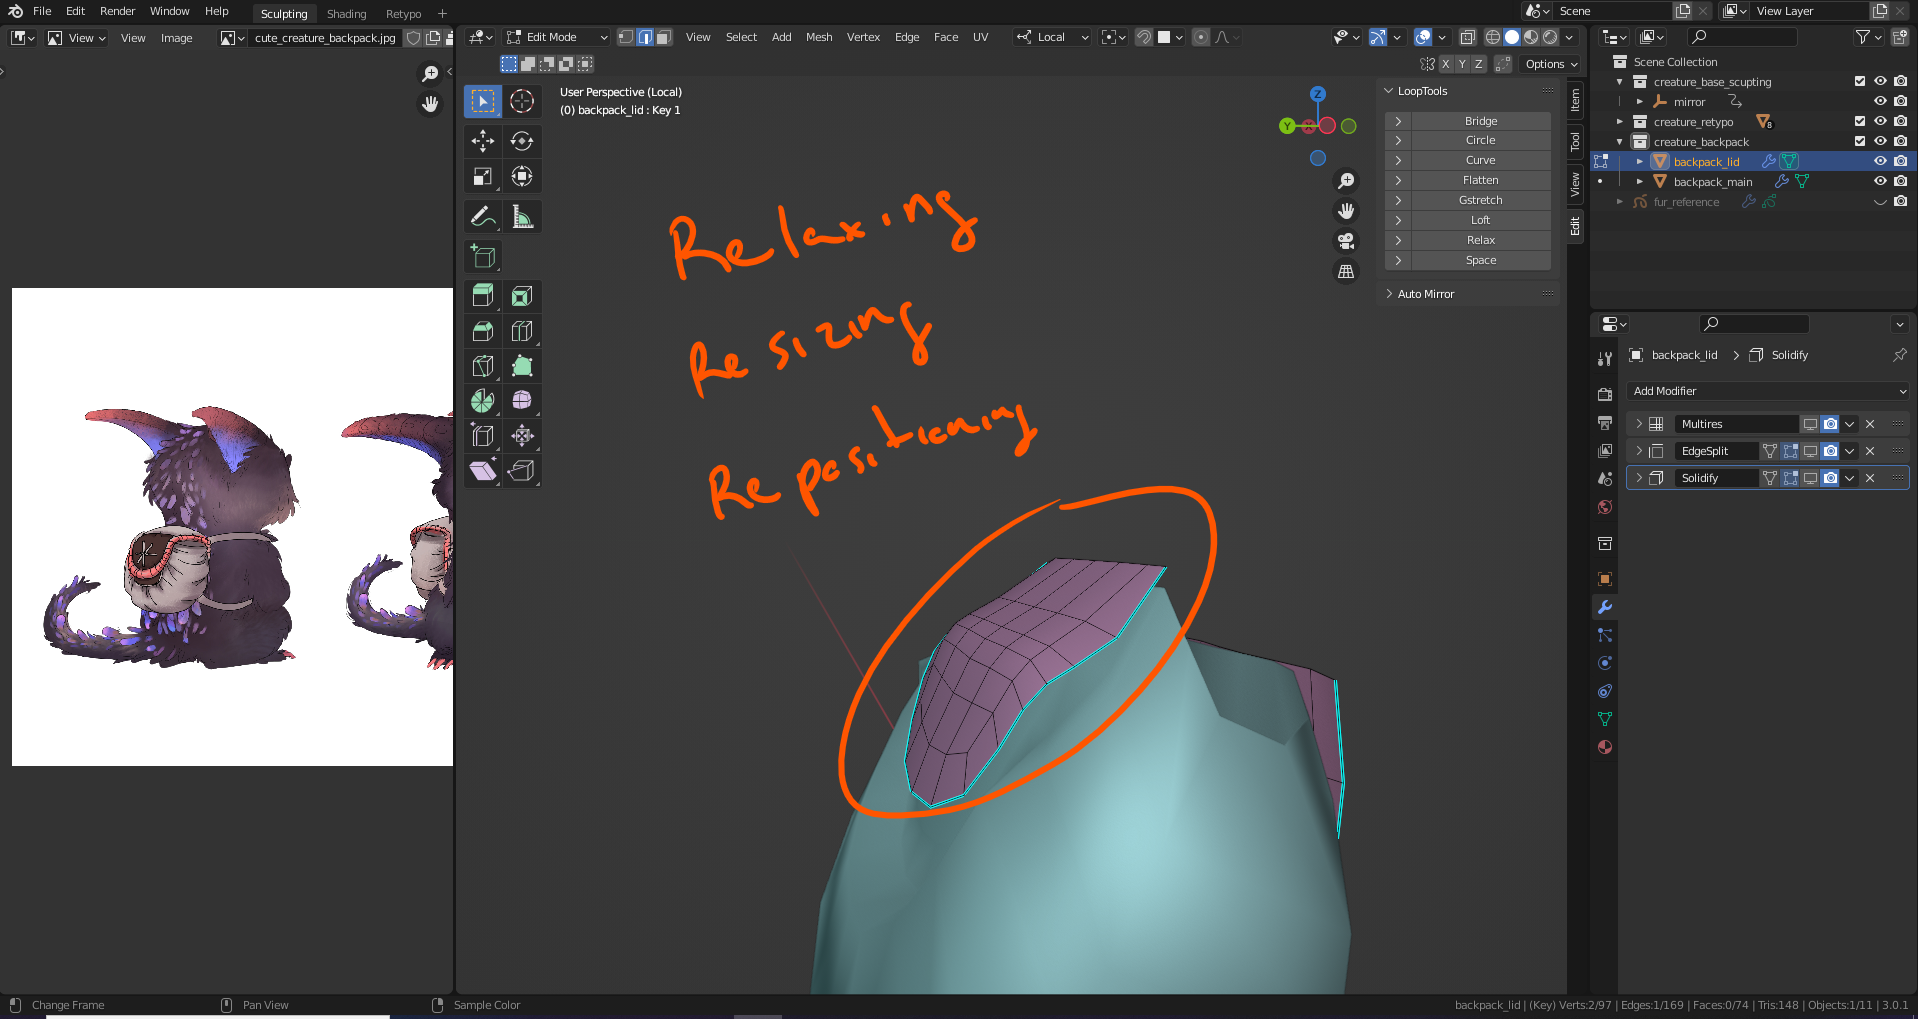 File Edit Render Window Help Sculpting Shading Retypo + Scene View Layer
View View Image cute_creature_backpack.jpg Edit Mode View Select Add Mesh Vertex Edge Face UV Local
X Y Z Options
User Perspective (Local)
(0) backpack_lid : Key 1
Z
Y
X
LoopTools
Bridge
Circle
Curve
Flatten
Gstretch
Loft
Relax
Space
Auto Mirror
Item
Tool
View
Edit
Relaxing
Resizing
Repositioning
Scene Collection
creature_base_scupting
mirror
creature_retypo 8
creature_backpack
backpack_lid
backpack_main
fur_reference
backpack_lid > Solidify
Add Modifier
Multires
EdgeSplit
Solidify
Change Frame Pan View Sample Color backpack_lid | (Key) Verts:2/97 | Edges:1/169 | Faces:0/74 | Tris:148 | Objects:1/11 | 3.0.1